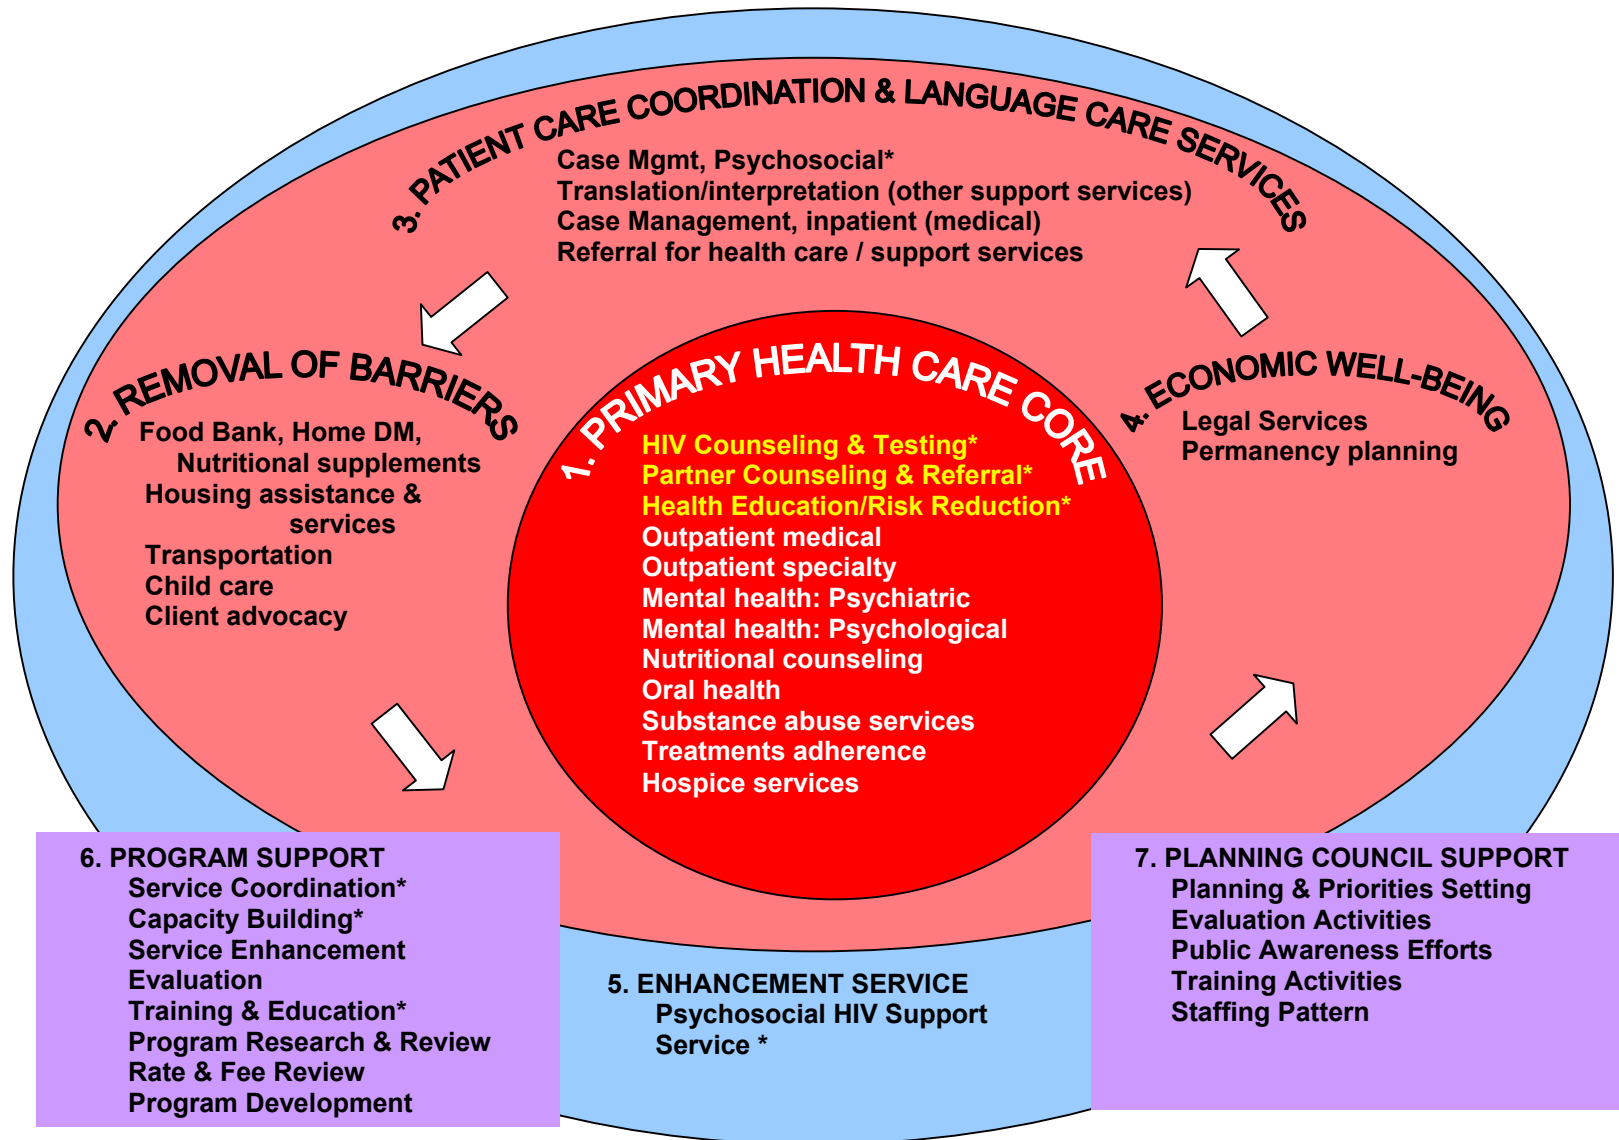 3. PATIENT CARE COORDINATION & LANGUAGE CARE SERVICES
Case Mgmt, Psychosocial*
Translation/interpretation (other support services)
Case Management, inpatient (medical)
Referral for health care / support services
2. REMOVAL OF BARRIERS
Food Bank, Home DM,
Nutritional supplements
Housing assistance &
services
Transportation
Child care
Client advocacy
1. PRIMARY HEALTH CARE CORE
HIV Counseling & Testing*
Partner Counseling & Referral*
Health Education/Risk Reduction*
Outpatient medical
Outpatient specialty
Mental health: Psychiatric
Mental health: Psychological
Nutritional counseling
Oral health
Substance abuse services
Treatments adherence
Hospice services
4. ECONOMIC WELL-BEING
Legal Services
Permanency planning
6. PROGRAM SUPPORT
Service Coordination*
Capacity Building*
Service Enhancement
Evaluation
Training & Education*
Program Research & Review
Rate & Fee Review
Program Development
5. ENHANCEMENT SERVICE
Psychosocial HIV Support
Service *
7. PLANNING COUNCIL SUPPORT
Planning & Priorities Setting
Evaluation Activities
Public Awareness Efforts
Training Activities
Staffing Pattern